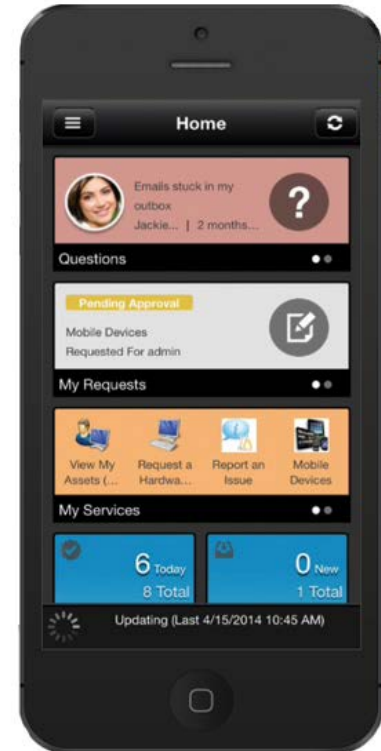 Home
Emails stuck in my
outbox
Jackie... | 2 months...
?
Questions
Pending Approval
Mobile Devices
Requested For admin
My Requests
View My
Assets (...
Request a
Hardwa...
Report an
Issue
Mobile
Devices
My Services
6 Today
8 Total
0 New
1 Total
Updating (Last 4/15/2014 10:45 AM)